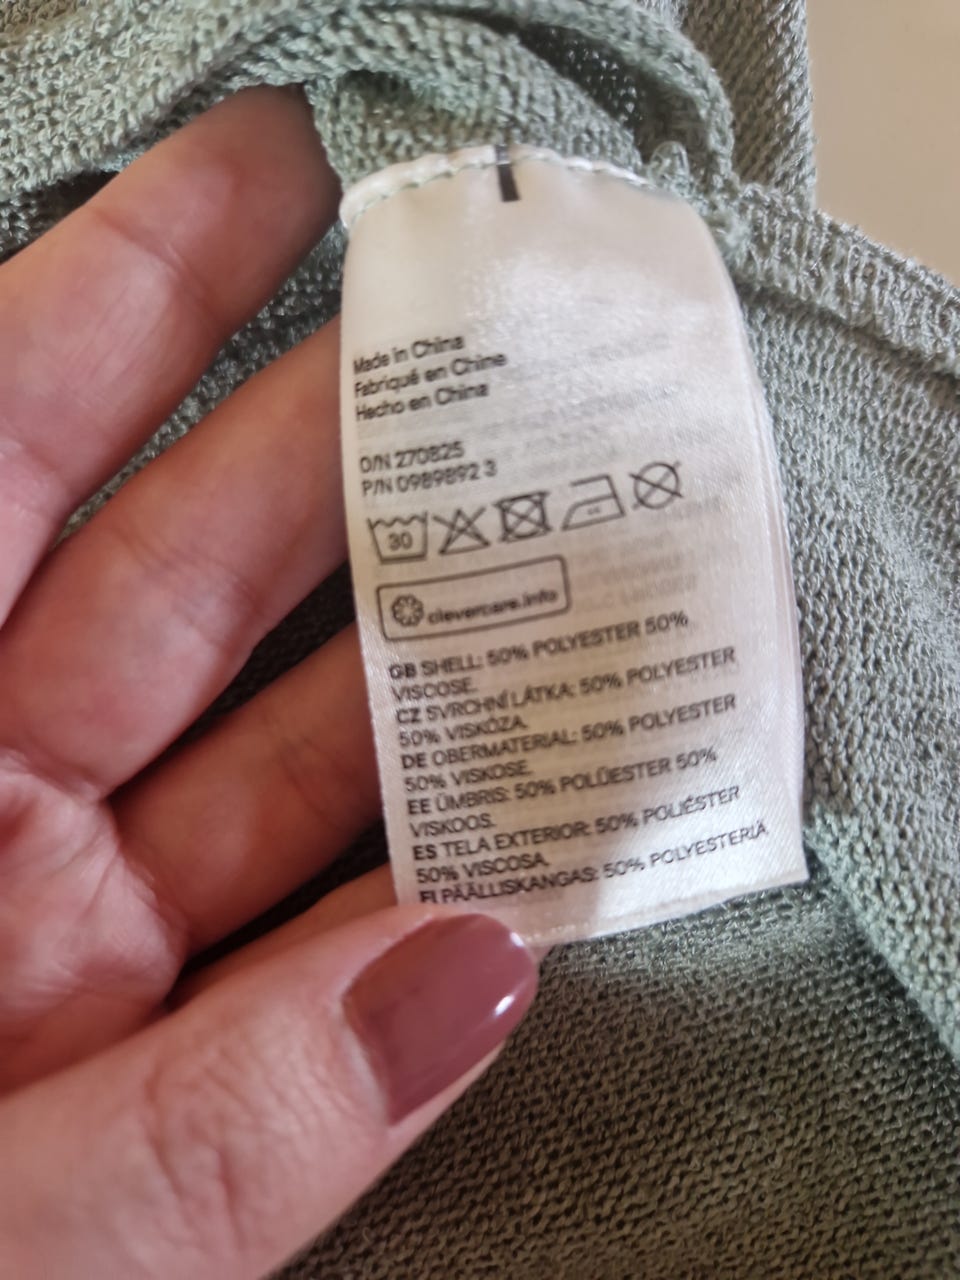 Made in China
Fabriqué en Chine
Hecho en China
O/N 270825
P/N 0989892 3
30
clevercare.info
GB SHELL: 50% POLYESTER 50%
VISCOSE.
CZ SVRCHNÍ LÁTKA: 50% POLYESTER
50% VISKÓZA.
DE OBERMATERIAL: 50% POLYESTER
50% VISKOSE.
EE ÜMBRIS: 50% POLÜESTER 50%
VISKOOS.
ES TELA EXTERIOR: 50% POLIÉSTER
50% VISCOSA.
FI PÄÄLLISKANGAS: 50% POLYESTERIÄ